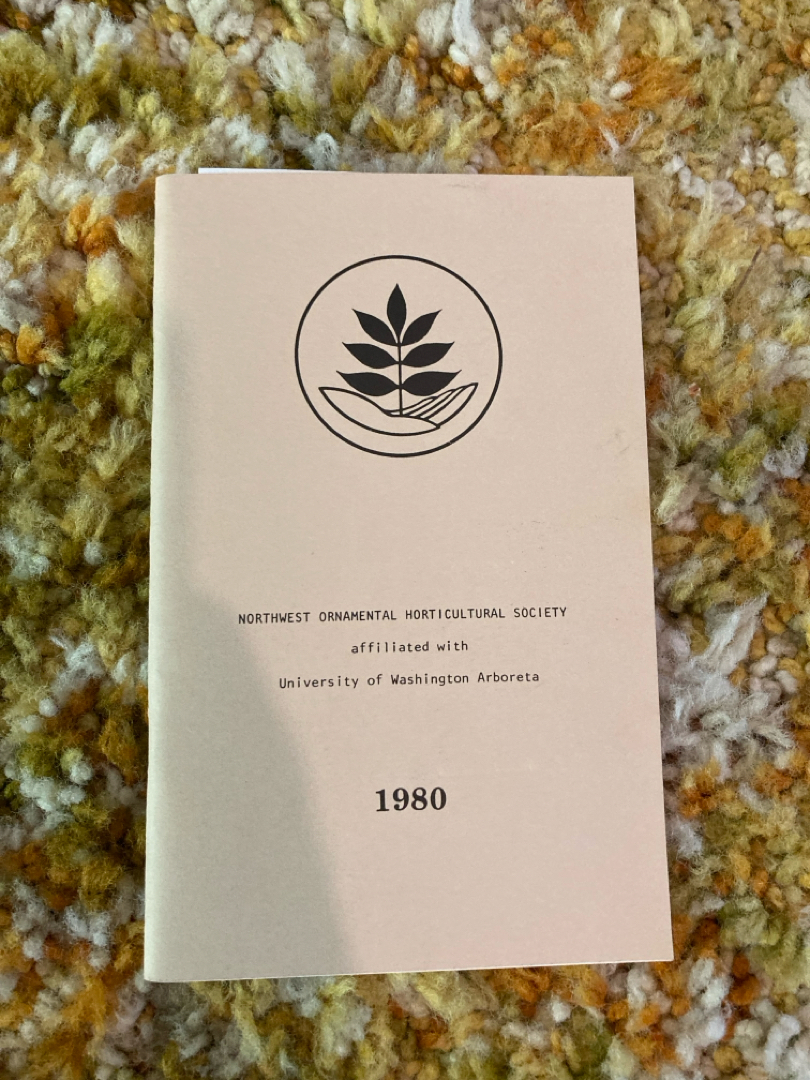 NORTHWEST ORNAMENTAL HORTICULTURAL SOCIETY
affiliated with
University of Washington Arboreta
1980